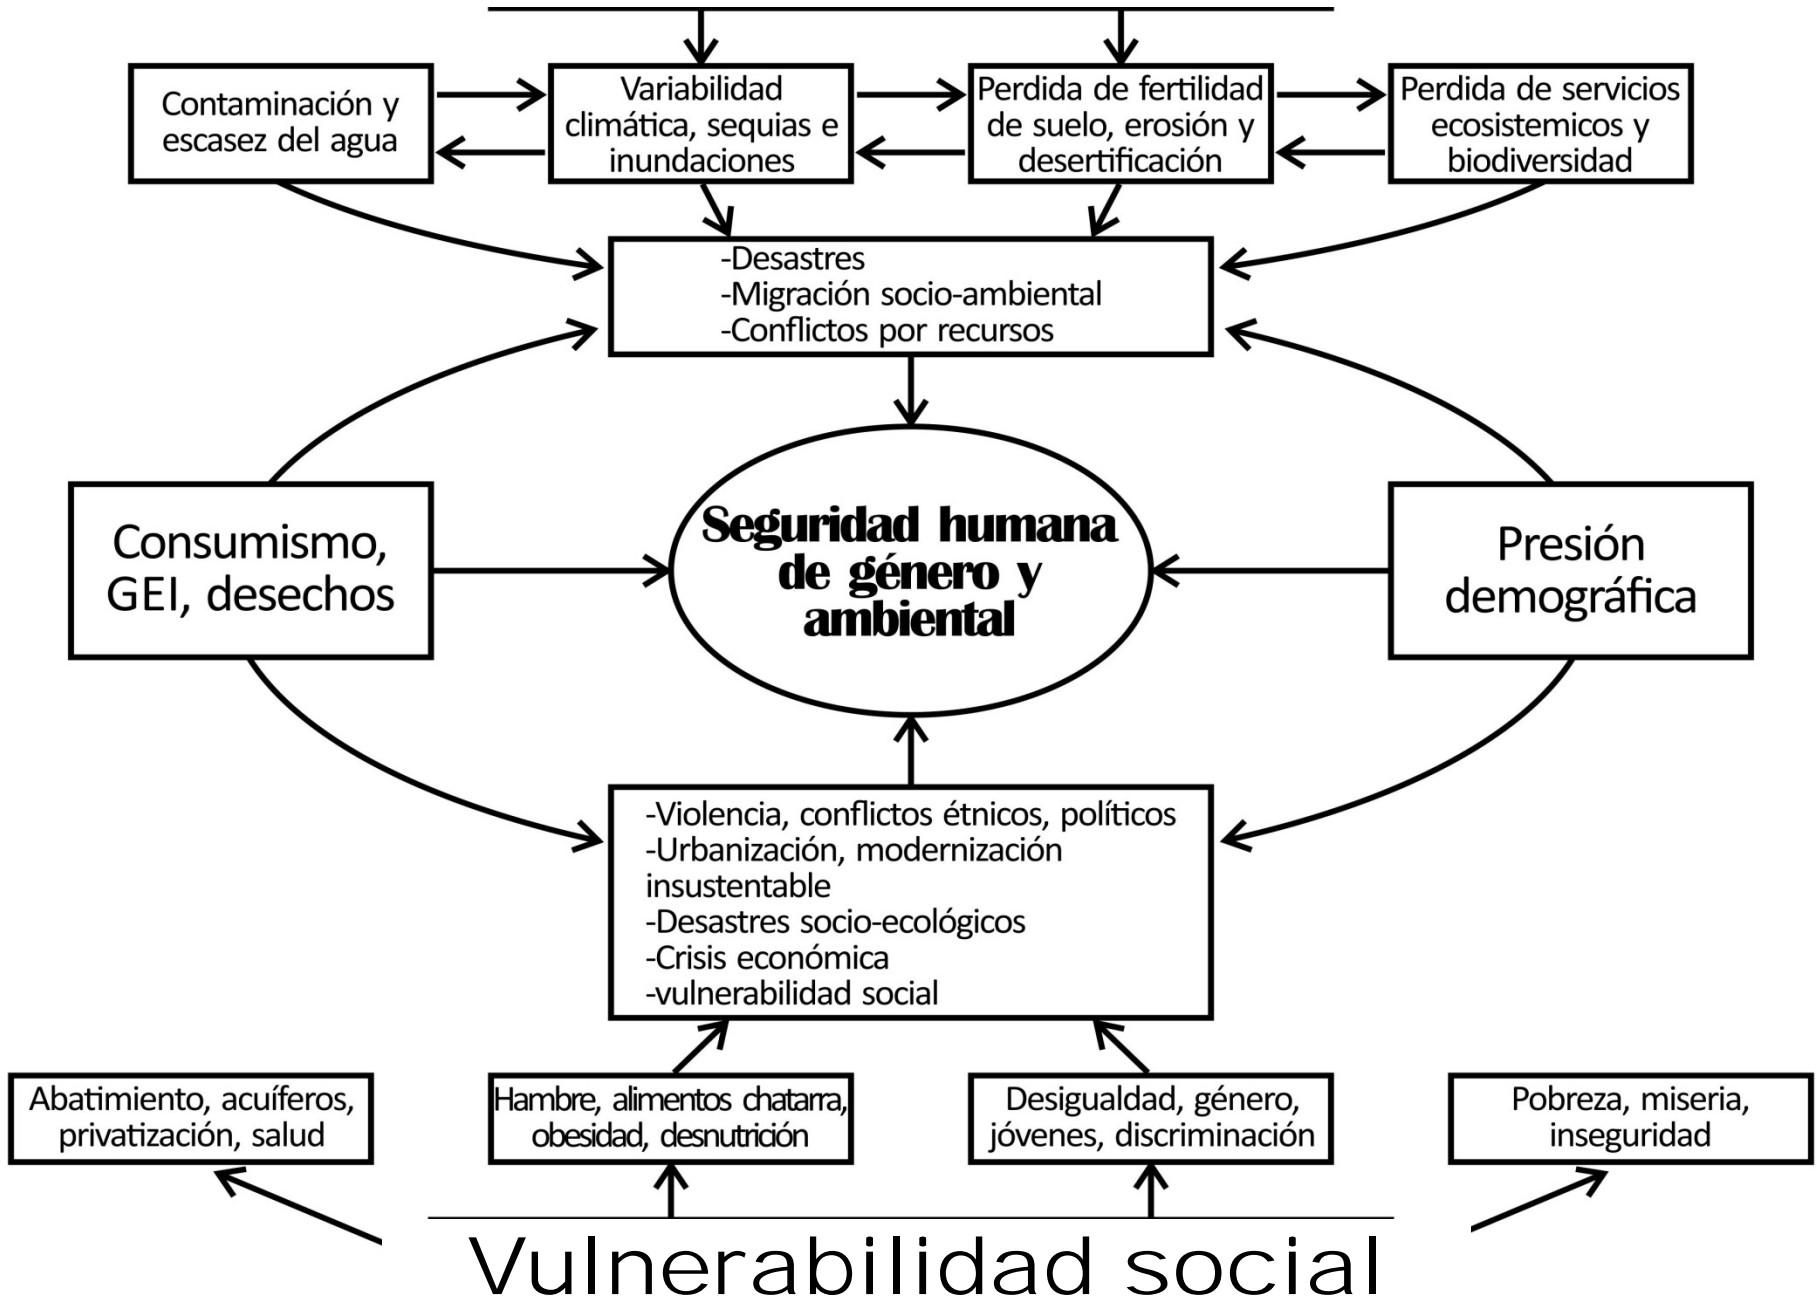 Contaminación y
escasez del agua
Variabilidad
climática, sequias e
inundaciones
Perdida de fertilidad
de suelo, erosión y
desertificación
Perdida de servicios
ecosistemicos y
biodiversidad
-Desastres
-Migración socio-ambiental
-Conflictos por recursos
Consumismo,
GEI, desechos
Seguridad humana
de género y
ambiental
Presión
demográfica
-Violencia, conflictos étnicos, políticos
-Urbanización, modernización
insustentable
-Desastres socio-ecológicos
-Crisis económica
-vulnerabilidad social
Abatimiento, acuíferos,
privatización, salud
Hambre, alimentos chatarra,
obesidad, desnutrición
Desigualdad, género,
jóvenes, discriminación
Pobreza, miseria,
inseguridad
Vulnerabilidad social